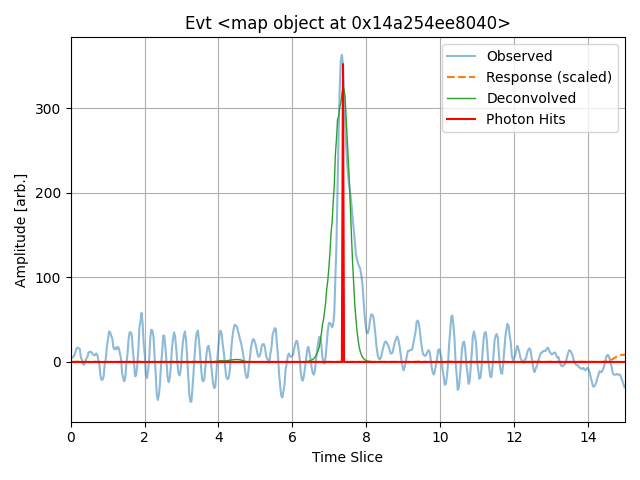 Evt <map object at 0x14a254ee8040>
Observed
Response (scaled)
Deconvolved
Photon Hits
Amplitude [arb.]
300
200
100
0
0 2 4 6 8 10 12 14
Time Slice